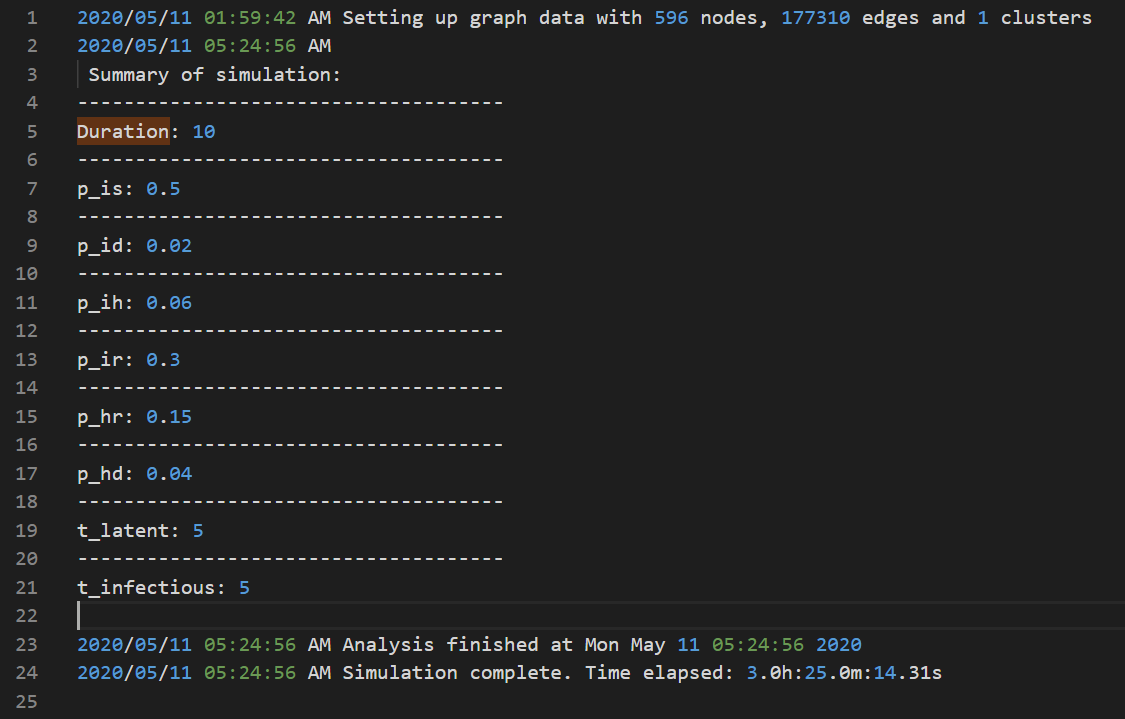 1 2020/05/11 01:59:42 AM Setting up graph data with 596 nodes, 177310 edges and 1 clusters
2 2020/05/11 05:24:56 AM
3 Summary of simulation:
4 -------------------------------------
5 Duration: 10
6 -------------------------------------
7 p_is: 0.5
8 -------------------------------------
9 p_id: 0.02
10 -------------------------------------
11 p_ih: 0.06
12 -------------------------------------
13 p_ir: 0.3
14 -------------------------------------
15 p_hr: 0.15
16 -------------------------------------
17 p_hd: 0.04
18 -------------------------------------
19 t_latent: 5
20 -------------------------------------
21 t_infectious: 5
22
23 2020/05/11 05:24:56 AM Analysis finished at Mon May 11 05:24:56 2020
24 2020/05/11 05:24:56 AM Simulation complete. Time elapsed: 3.0h:25.0m:14.31s
25